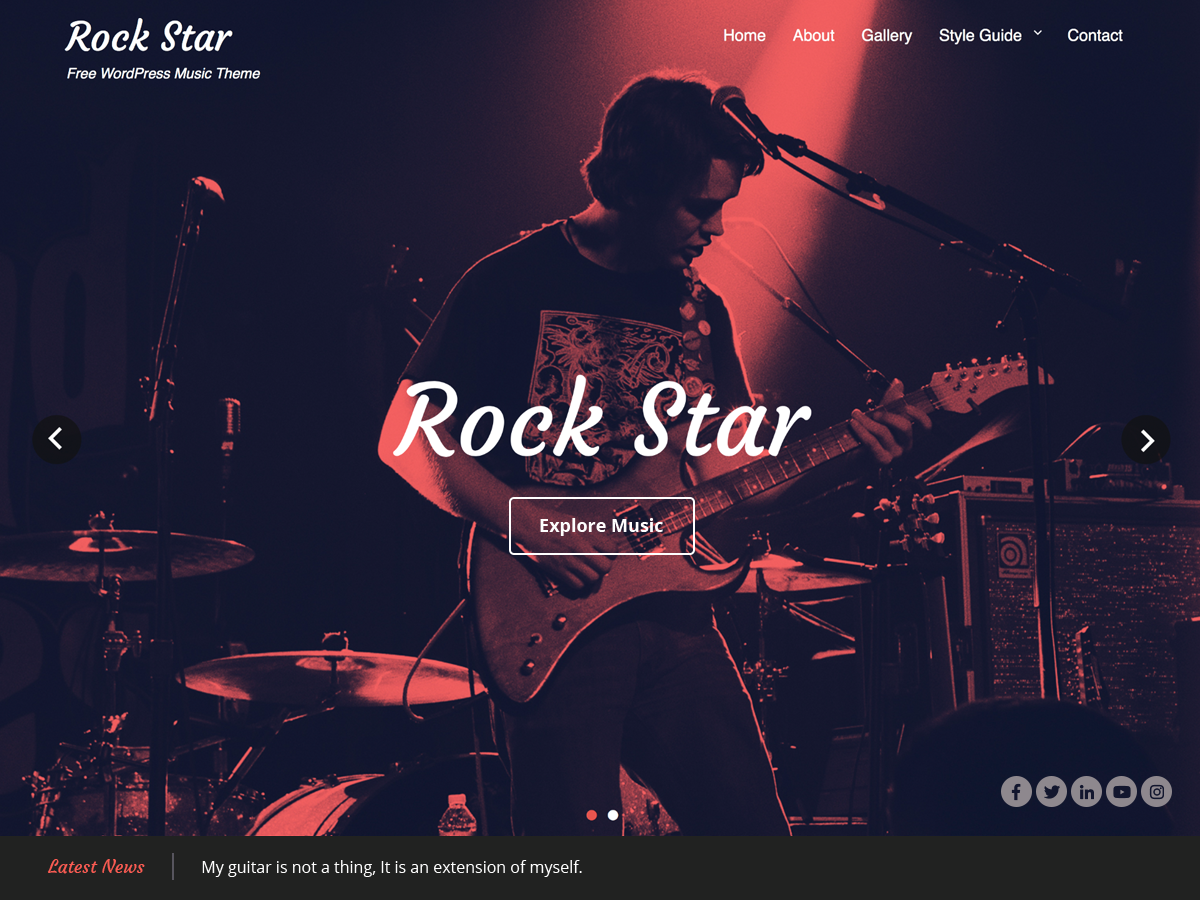 Rock Star
Free WordPress Music Theme
Home About Gallery Style Guide Contact
Rock Star
Explore Music
Latest News
My guitar is not a thing, It is an extension of myself.